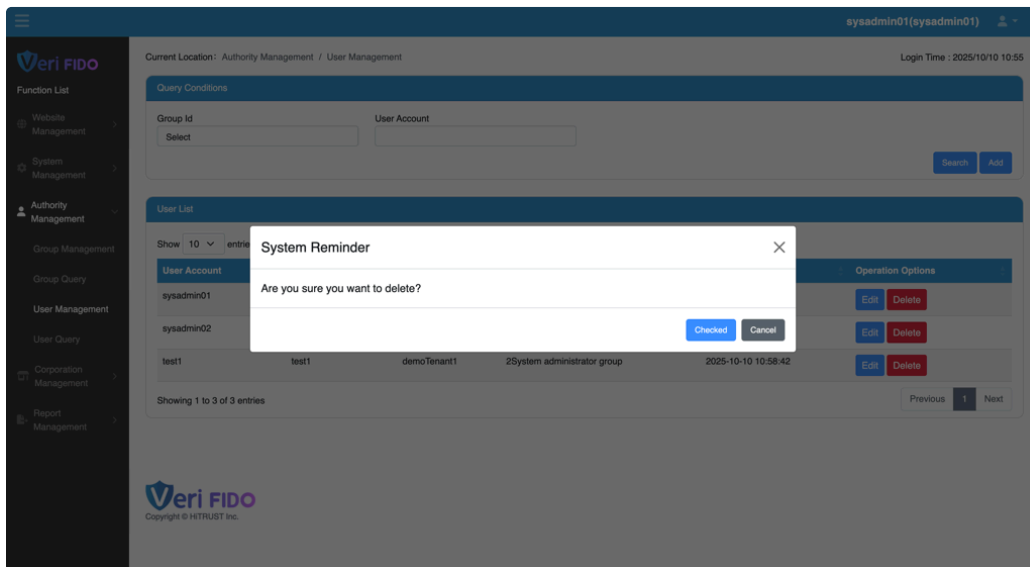 sysadmin01(sysadmin01)
Veri FIDO
Function List
Website Management
System Management
Authority Management
Group Management
Group Query
User Management
User Query
Corporation Management
Report Management
Current Location: Authority Management / User Management
Login Time : 2025/10/10 10:55
Query Conditions
Group Id
User Account
Select
Search
Add
User List
Show 10 entrie
User Account
Operation Options
sysadmin01
Edit Delete
sysadmin02
Edit Delete
test1 test1 demoTenant1 2System administrator group 2025-10-10 10:58:42 Edit Delete
System Reminder
Are you sure you want to delete?
Checked Cancel
Showing 1 to 3 of 3 entries
Previous 1 Next
Veri FIDO
Copyright © HiTRUST Inc.